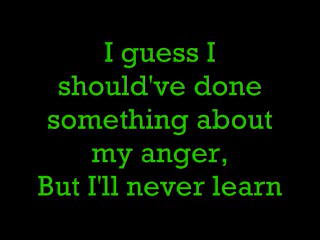 I guess I
should've done
something about
my anger,
But I'll never learn